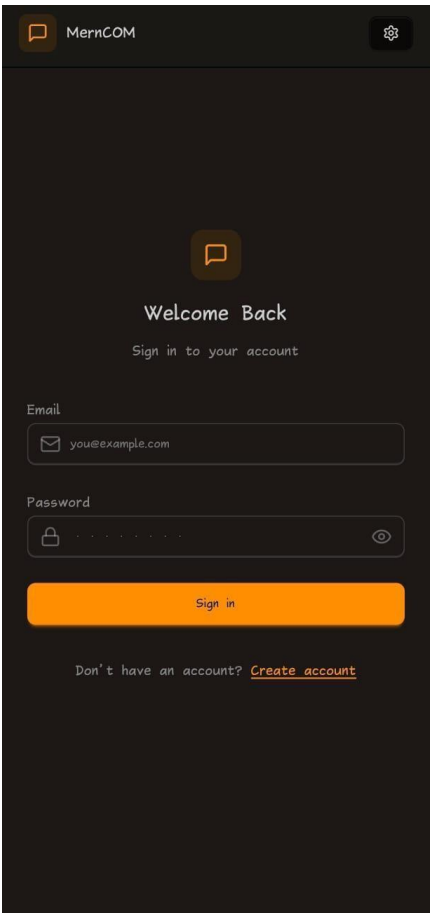 MernCOM
Welcome Back
Sign in to your account
Email
you@example.com
Password
Sign in
Don't have an account? Create account